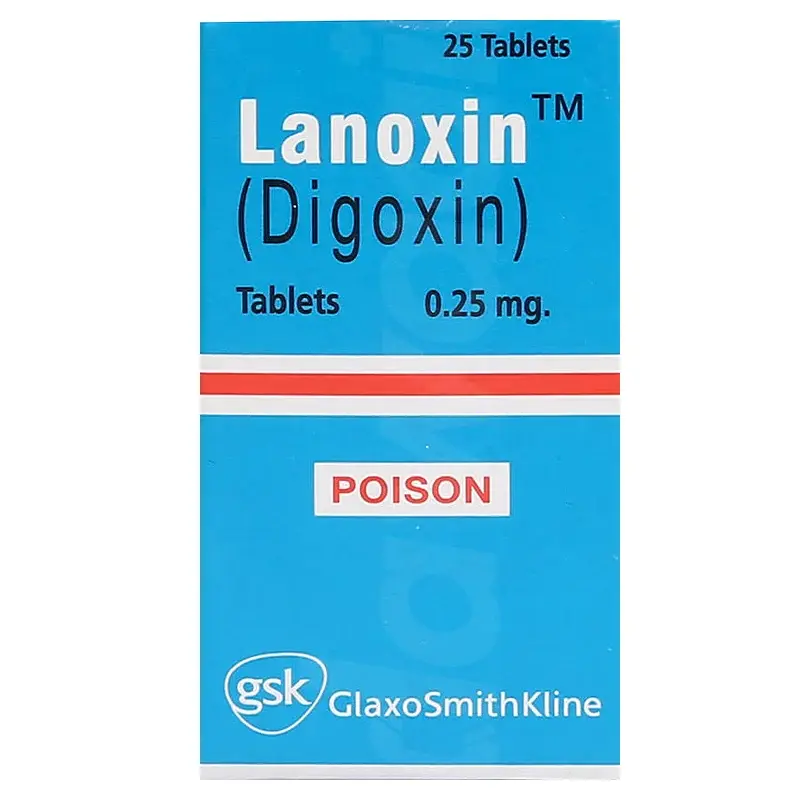 25 Tablets
Lanoxin™
(Digoxin)
Tablets 0.25 mg.
POISON
gsk GlaxoSmithKline